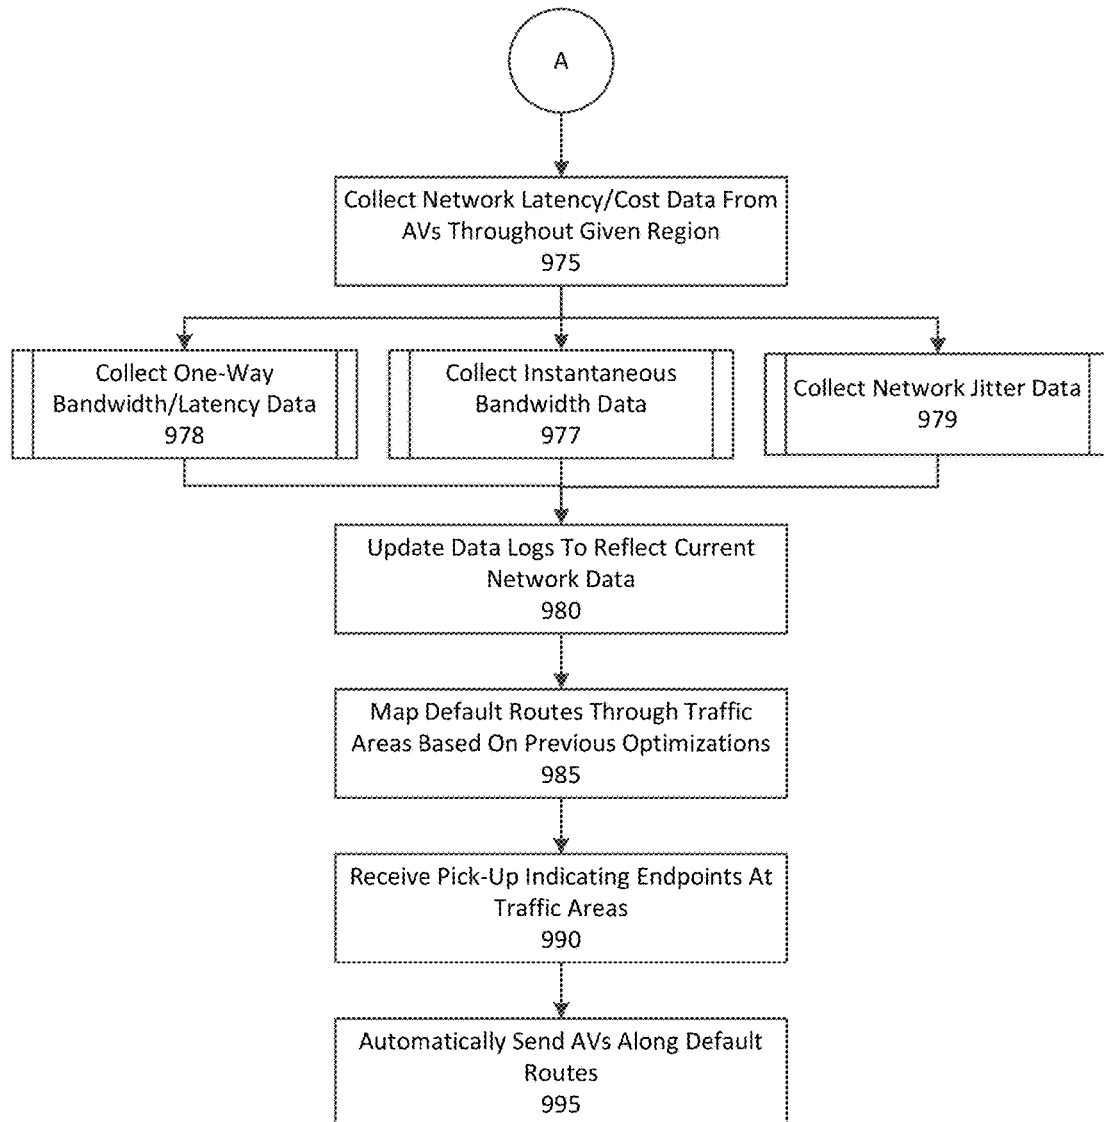 A
Collect Network Latency/Cost Data From
AVs Throughout Given Region
975
Collect One-Way
Bandwidth/Latency Data
978
Collect Instantaneous
Bandwidth Data
977
Collect Network Jitter Data
979
Update Data Logs To Reflect Current
Network Data
980
Map Default Routes Through Traffic
Areas Based On Previous Optimizations
985
Receive Pick-Up Indicating Endpoints At
Traffic Areas
990
Automatically Send AVs Along Default
Routes
995